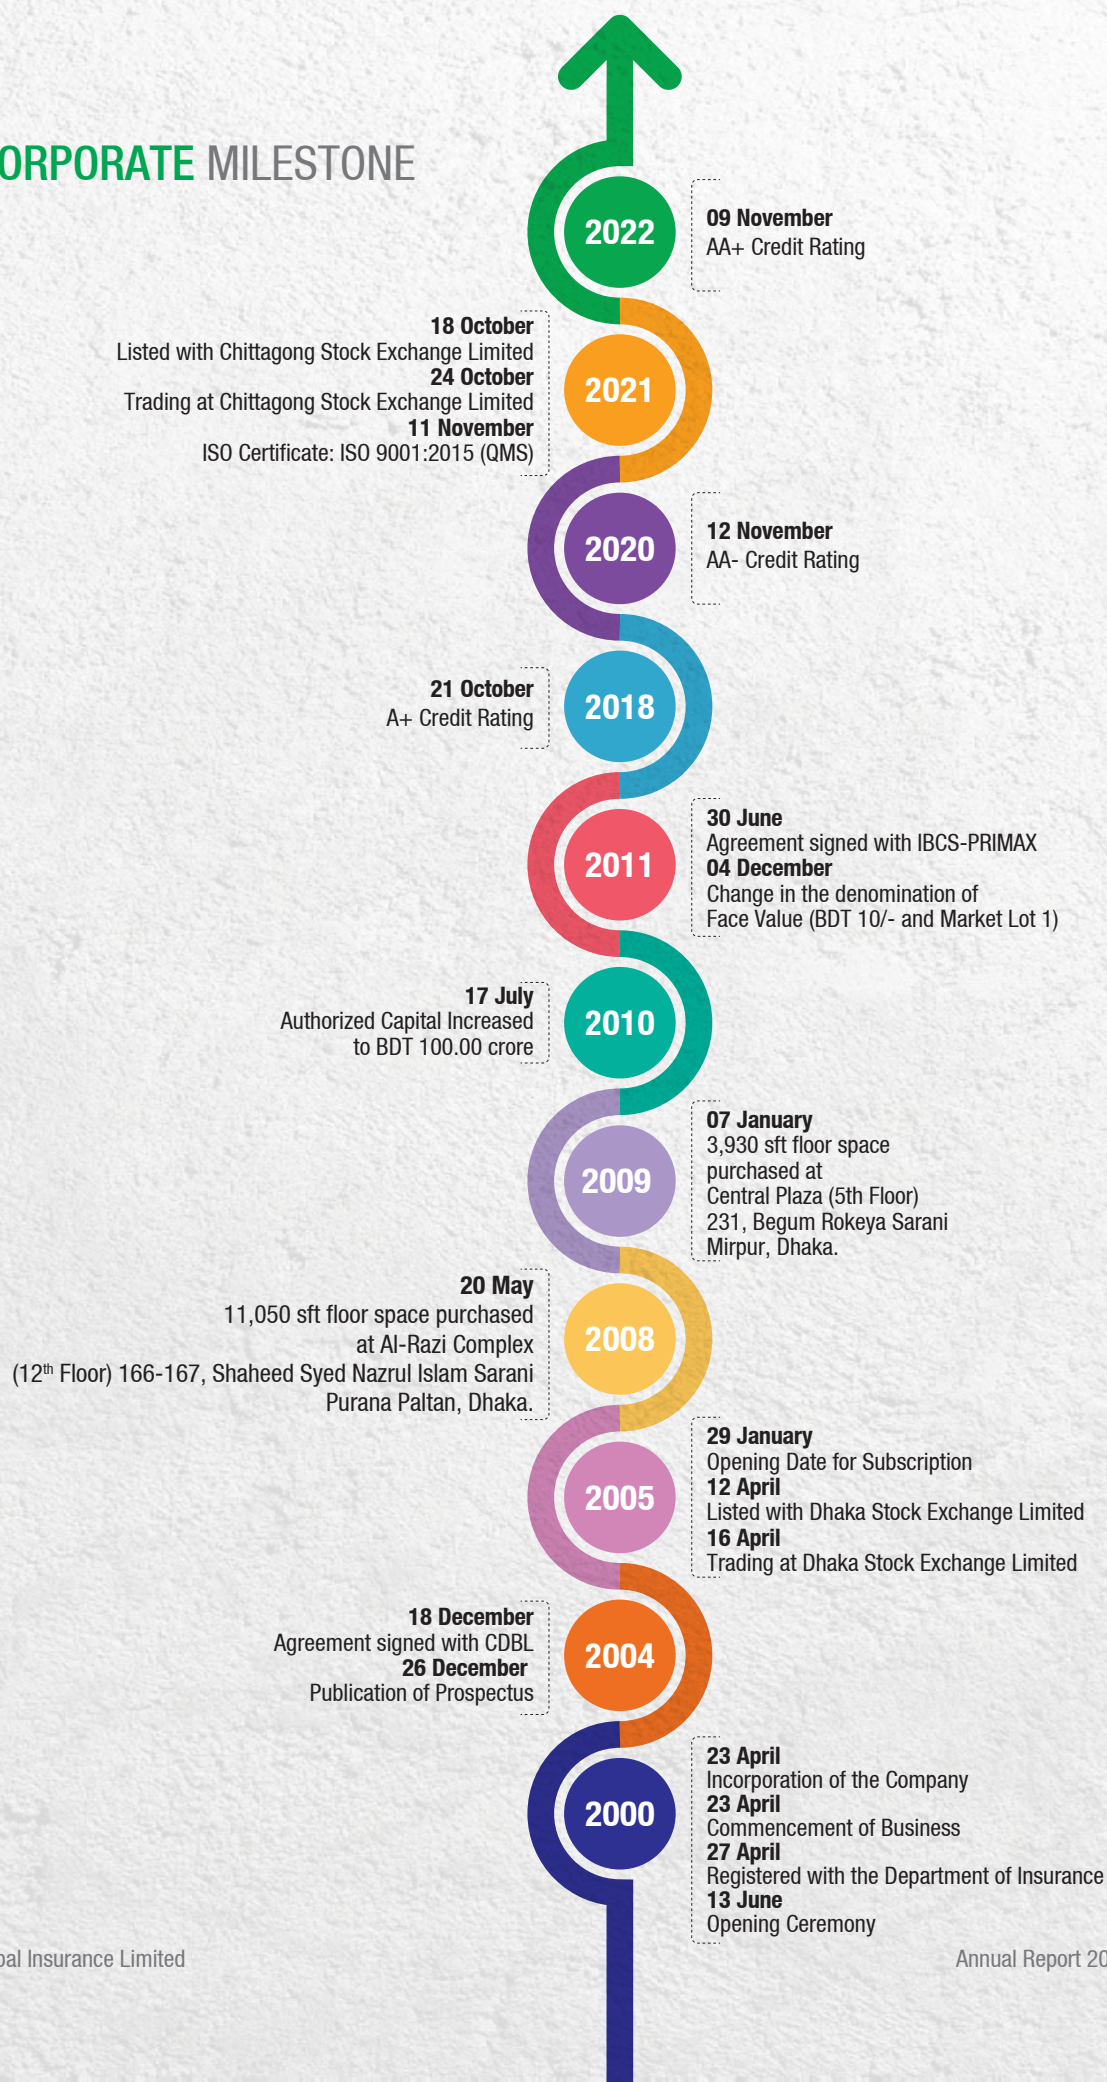 ORPORATE MILESTONE
2022
09 November
AA+ Credit Rating
18 October
Listed with Chittagong Stock Exchange Limited
24 October
Trading at Chittagong Stock Exchange Limited
11 November
ISO Certificate: ISO 9001:2015 (QMS)
2021
2020
12 November
AA- Credit Rating
21 October
A+ Credit Rating
2018
2011
30 June
Agreement signed with IBCS-PRIMAX
04 December
Change in the denomination of
Face Value (BDT 10/- and Market Lot 1)
17 July
Authorized Capital Increased
to BDT 100.00 crore
2010
2009
07 January
3,930 sft floor space
purchased at
Central Plaza (5th Floor)
231, Begum Rokeya Sarani
Mirpur, Dhaka.
20 May
11,050 sft floor space purchased
at Al-Razi Complex
(12th Floor) 166-167, Shaheed Syed Nazrul Islam Sarani
Purana Paltan, Dhaka.
2008
2005
29 January
Opening Date for Subscription
12 April
Listed with Dhaka Stock Exchange Limited
16 April
Trading at Dhaka Stock Exchange Limited
18 December
Agreement signed with CDBL
26 December
Publication of Prospectus
2004
2000
23 April
Incorporation of the Company
23 April
Commencement of Business
27 April
Registered with the Department of Insurance
13 June
Opening Ceremony
bal Insurance Limited
Annual Report 20